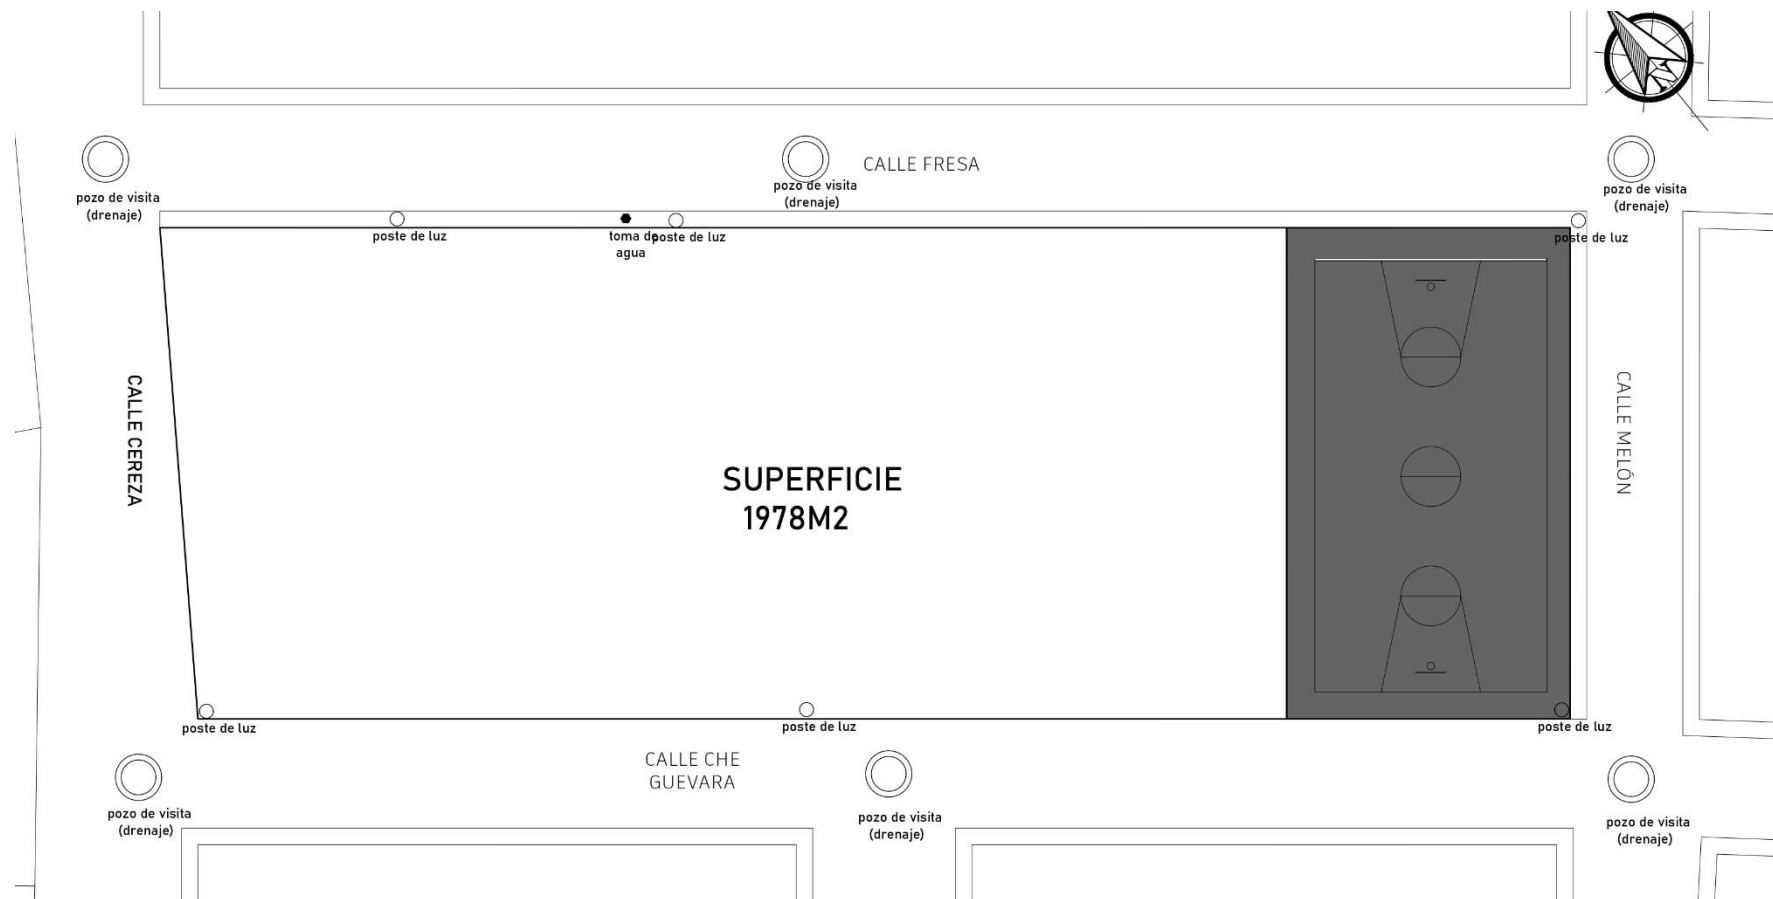 N
CALLE FRESA
pozo de visita
(drenaje)
pozo de visita
(drenaje)
pozo de visita
(drenaje)
poste de luz
toma de
agua
poste de luz
poste de luz
CALLE CEREZA
CALLE MELÓN
SUPERFICIE
1978M2
poste de luz
poste de luz
poste de luz
CALLE CHE
GUEVARA
pozo de visita
(drenaje)
pozo de visita
(drenaje)
pozo de visita
(drenaje)